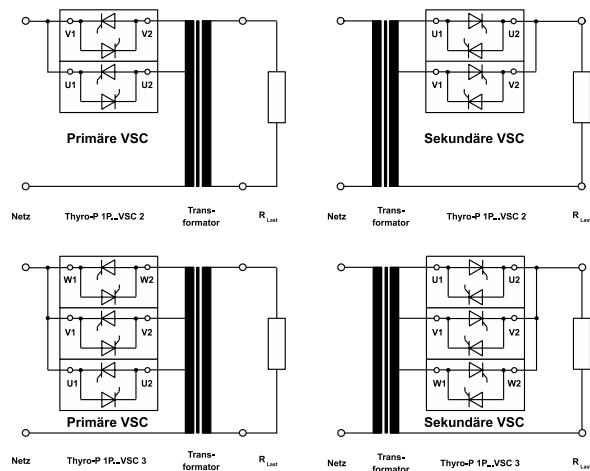 V1 V2
U1 U2
Primäre VSC
Netz Thyro-P 1P...VSC 2 Trans-formator R Last
U1 U2
V1 V2
Sekundäre VSC
Netz Trans-formator Thyro-P 1P...VSC 2 R Last
W1 W2
V1 V2
U1 U2
Primäre VSC
Netz Thyro-P 1P...VSC 3 Trans-formator R Last
U1 U2
V1 V2
W1 W2
Sekundäre VSC
Netz Trans-formator Thyro-P 1P...VSC 3 R Last